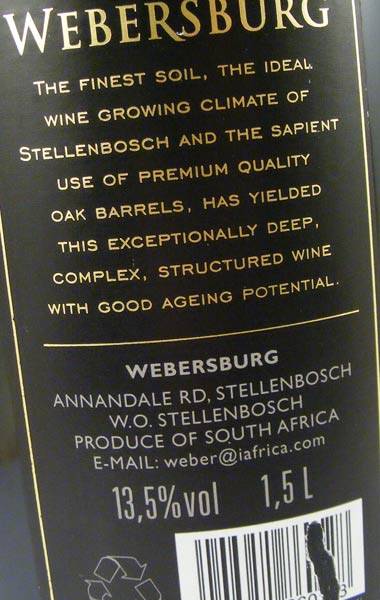 WEBERSBURG
THE FINEST SOIL, THE IDEAL
WINE GROWING CLIMATE OF
STELLENBOSCH AND THE SAPIENT
USE OF PREMIUM QUALITY
OAK BARRELS, HAS YIELDED
THIS EXCEPTIONALLY DEEP,
COMPLEX, STRUCTURED WINE
WITH GOOD AGEING POTENTIAL.
WEBERSBURG
ANNANDALE RD, STELLENBOSCH
W.O. STELLENBOSCH
PRODUCE OF SOUTH AFRICA
E-MAIL: weber@iafrica.com
13,5%vol 1,5 L